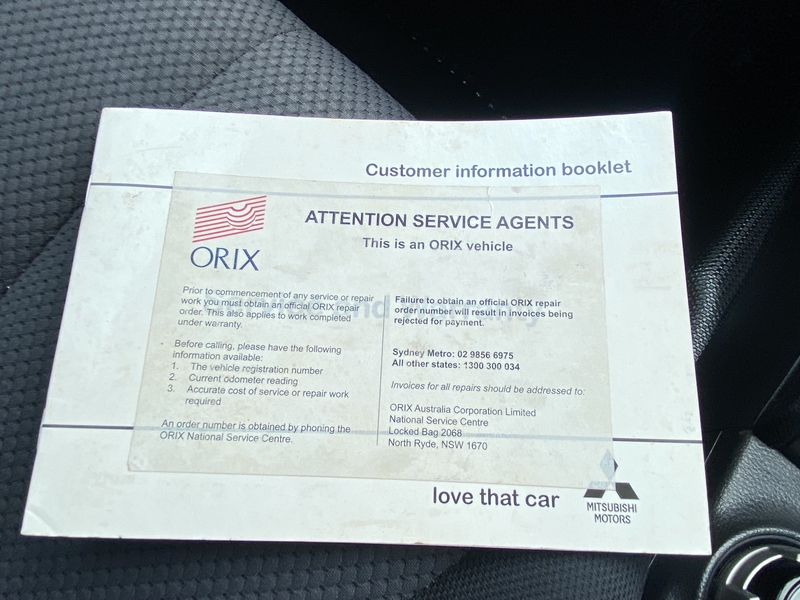 Customer information booklet
ORIX
ATTENTION SERVICE AGENTS
This is an ORIX vehicle
Prior to commencement of any service or repair
work you must obtain an official ORIX repair
order. This also applies to work completed
under warranty.
Before calling, please have the following
information available:
1. The vehicle registration number
2. Current odometer reading
3. Accurate cost of service or repair work
required
An order number is obtained by phoning the
ORIX National Service Centre.
Failure to obtain an official ORIX repair
order number will result in invoices being
rejected for payment.
Sydney Metro: 02 9856 6975
All other states: 1300 300 034
Invoices for all repairs should be addressed to:
ORIX Australia Corporation Limited
National Service Centre
Locked Bag 2068
North Ryde, NSW 1670
love that car
MITSUBISHI
MOTORS